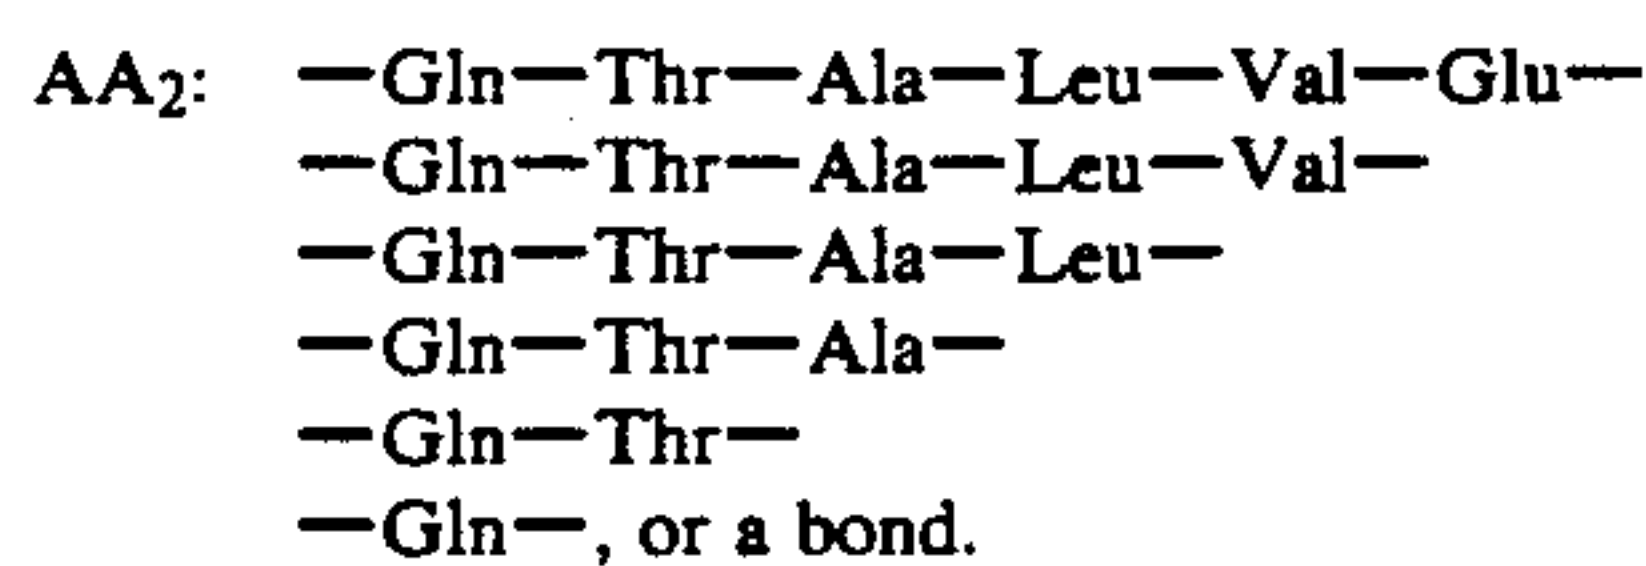 AA₂: —Gln—Thr—Ala—Leu—Val—Glu—
—Gln—Thr—Ala—Leu—Val—
—Gln—Thr—Ala—Leu—
—Gln—Thr—Ala—
—Gln—Thr—
—Gln—, or a bond.